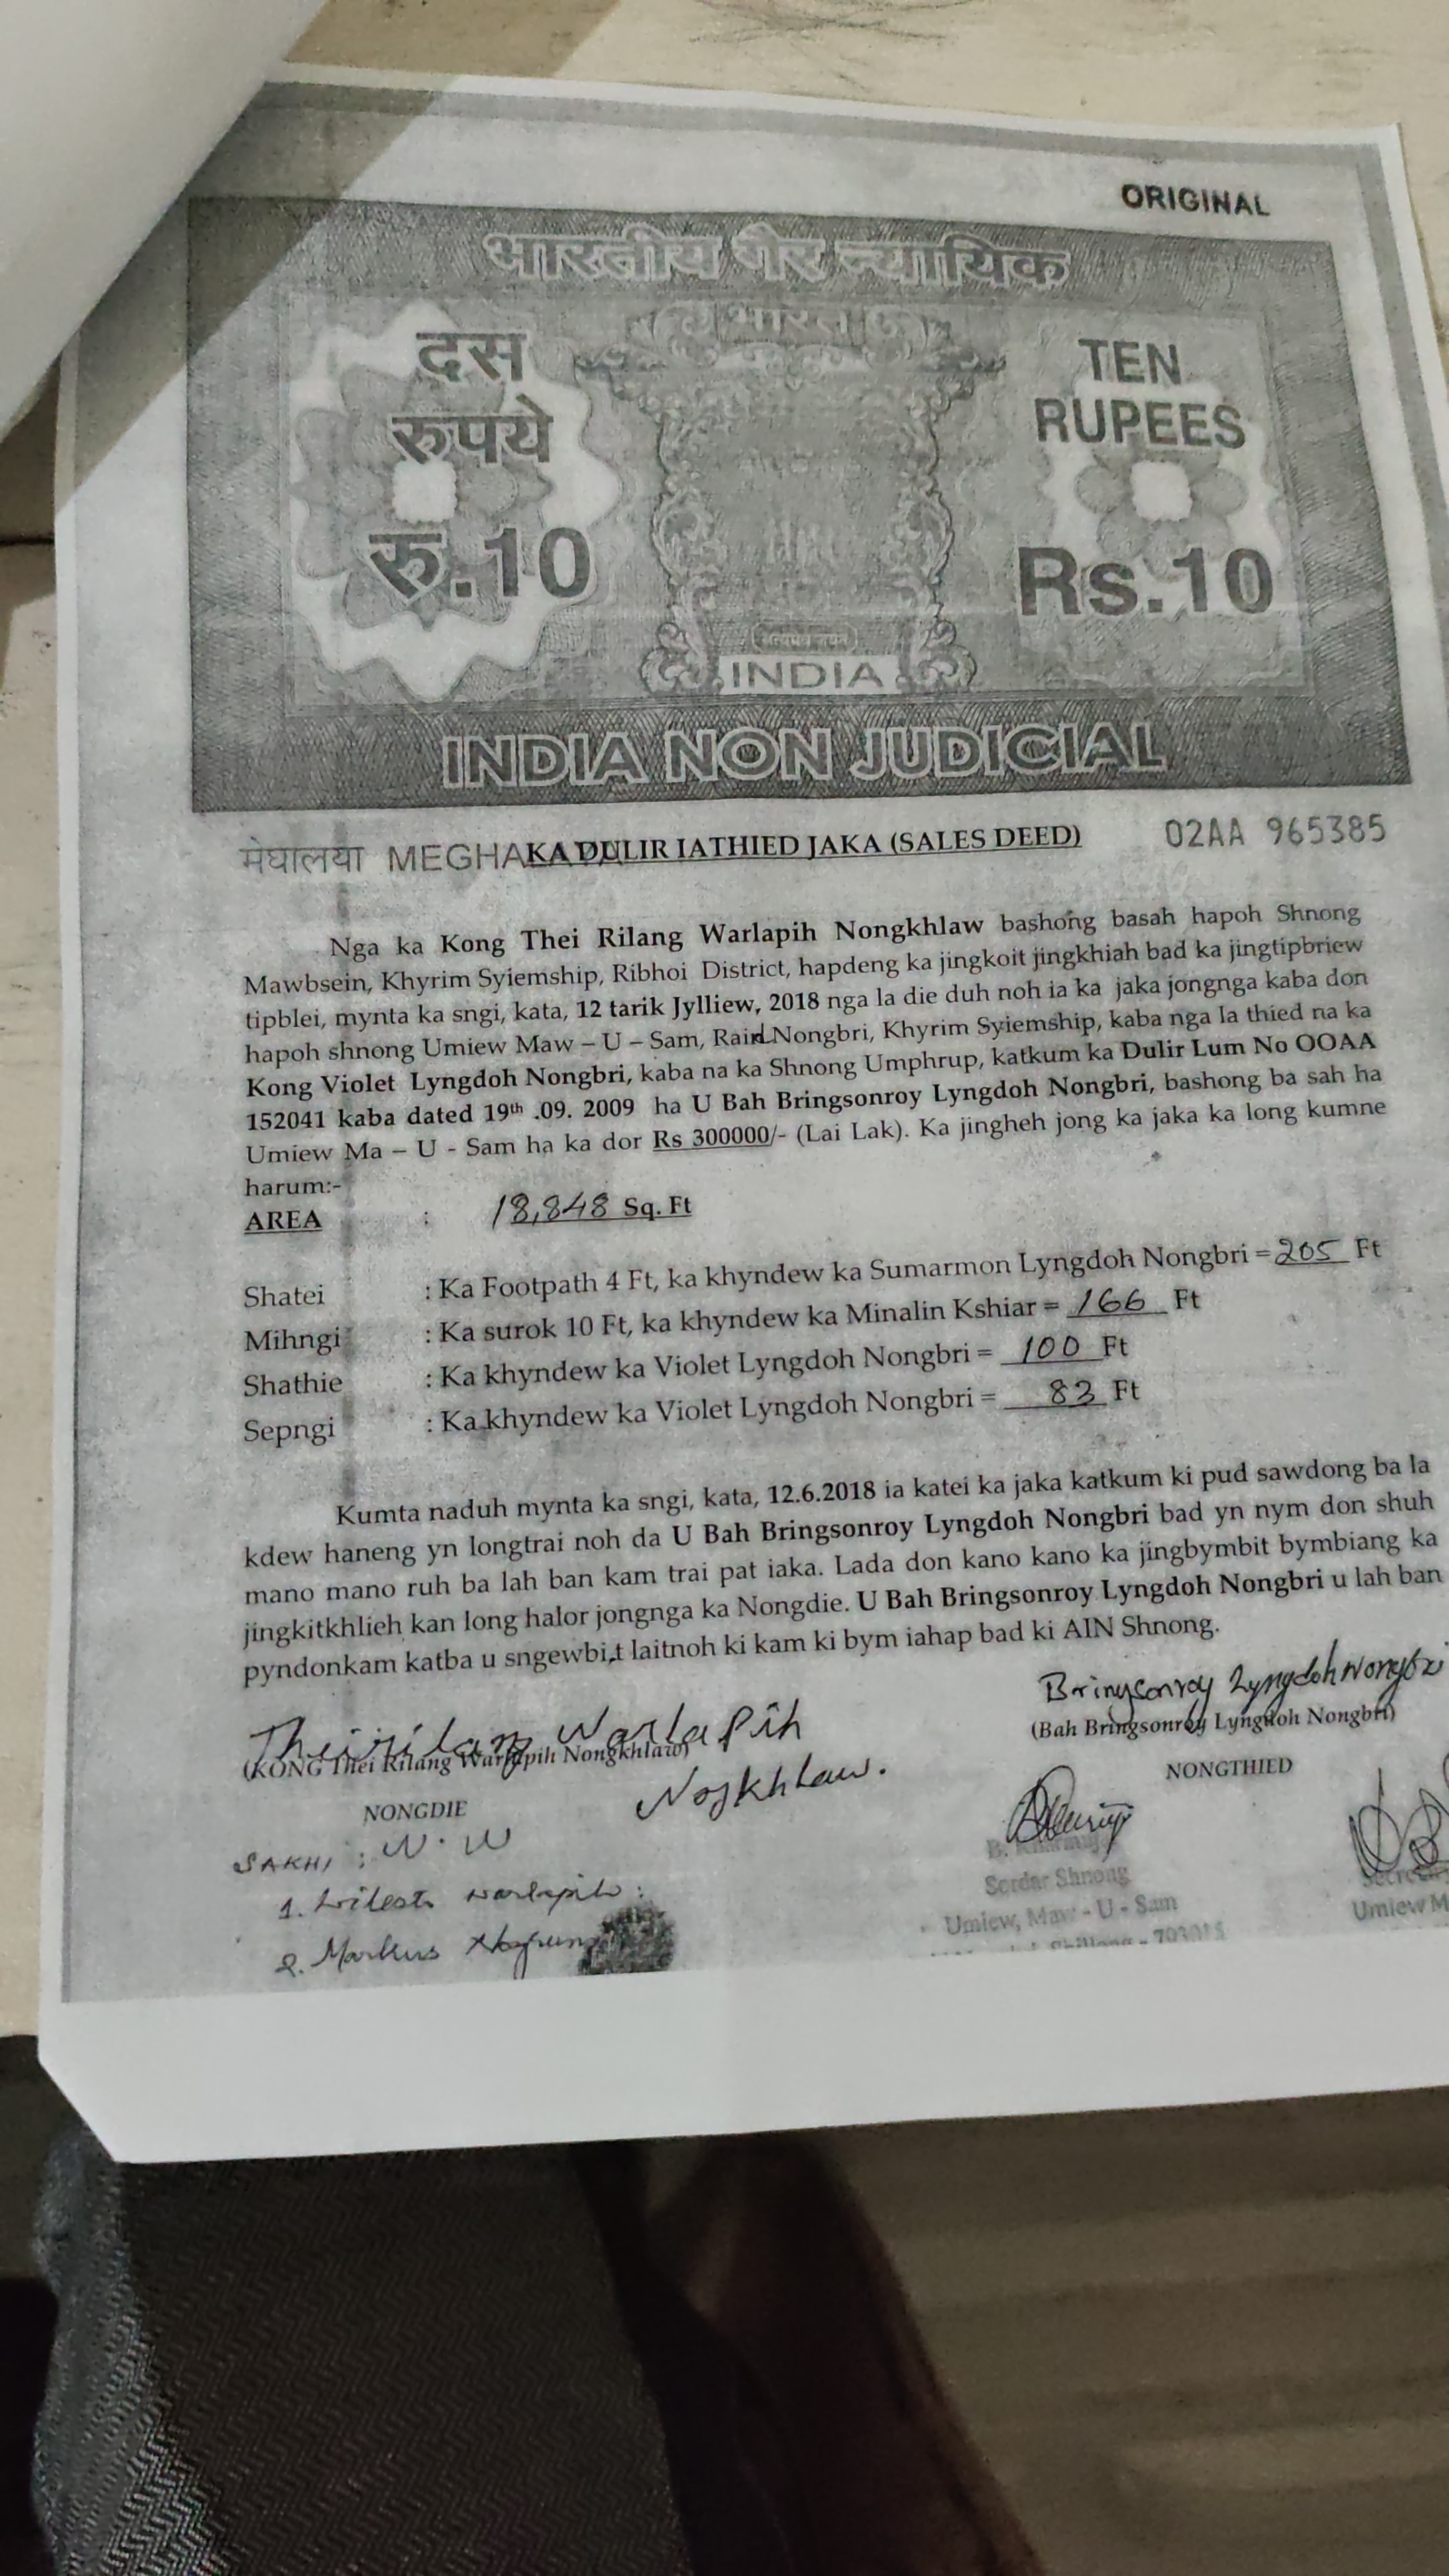 ORIGINAL
भारतीय गैर न्यायिक
दस
रुपये
रु.10
TEN
RUPEES
Rs.10
INDIA
INDIA NON JUDICIAL
मेघालया MEGHA KA DULIR IATHIED JAKA (SALES DEED) 02AA 965385
Nga ka Kong Thei Rilang Warlapih Nongkhlaw bashong basah hapoh Shnong
Mawbsein, Khyrim Syiemship, Ribhoi District, hapdeng ka jingkoit jingkhiah bad ka jingtipbriew
tipblei, mynta ka sngi, kata, 12 tarik Jylliew, 2018 nga la die duh noh ia ka jaka jongnga kaba don
hapoh shnong Umiew Maw – U – Sam, Raid Nongbri, Khyrim Syiemship, kaba nga la thied na ka
Kong Violet Lyngdoh Nongbri, kaba na ka Shnong Umphrup, katkum ka Dulir Lum No OOAA
152041 kaba dated 19th .09. 2009 ha U Bah Bringsonroy Lyngdoh Nongbri, bashong ba sah ha
Umiew Ma – U - Sam ha ka dor Rs 300000/- (Lai Lak). Ka jingheh jong ka jaka ka long kumne
harum:-
AREA : 18,848 Sq. Ft
Shatei : Ka Footpath 4 Ft, ka khyndew ka Sumarmon Lyngdoh Nongbri = 205 Ft
Mihngi : Ka surok 10 Ft, ka khyndew ka Minalin Kshiar = 166 Ft
Shathie : Ka khyndew ka Violet Lyngdoh Nongbri = 100 Ft
Sepngi : Ka khyndew ka Violet Lyngdoh Nongbri = 83 Ft
Kumta naduh mynta ka sngi, kata, 12.6.2018 ia katei ka jaka katkum ki pud sawdong ba la
kdew haneng yn longtrai noh da U Bah Bringsonroy Lyngdoh Nongbri bad yn nym don shuh
mano mano ruh ba lah ban kam trai pat iaka. Lada don kano kano ka jingbymbit bymbiang ka
jingkitkhlieh kan long halor jongnga ka Nongdie. U Bah Bringsonroy Lyngdoh Nongbri u lah ban
pyndonkam katba u sngewbit laitnoh ki kam ki bym iahap bad ki AIN Shnong.
Theirilang Warlapih
Noskhlaw.
(KONG Thei Rilang Warlapih Nongkhlaw)
NONGDIE
Bringsonroy Lyngdoh Nongbri
(Bah Bringsonroy Lyngdoh Nongbri)
NONGTHIED
SAKHI :
1. Warlapih
2. Markus
Sordar Shnong
Umiew, Maw - U - Sam
Shillong - 793015
Umiew M